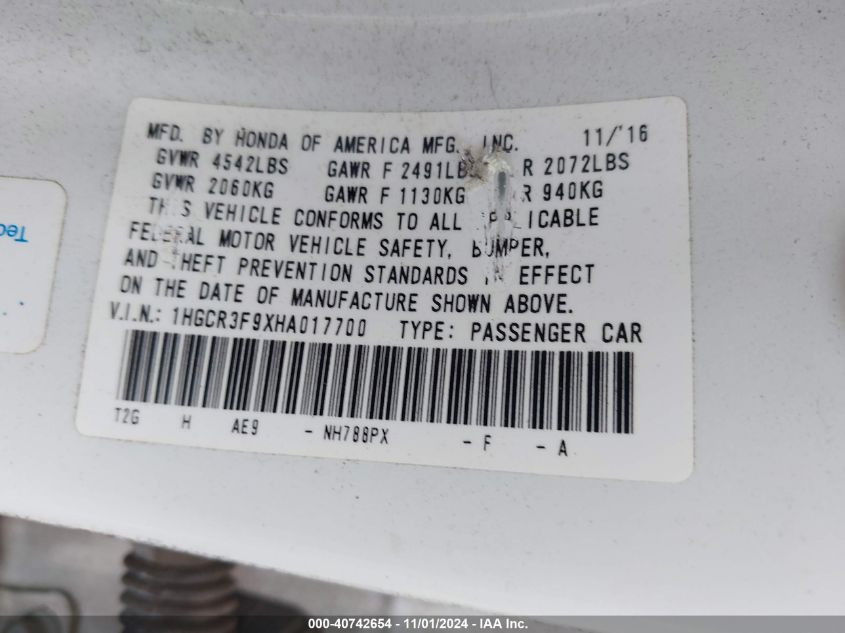 MFD. BY HONDA OF AMERICA MFG. INC. 11/'16
GVWR 4542LBS GAWR F 2491LBS R 2072LBS
GVWR 2060KG GAWR F 1130KG R 940KG
THIS VEHICLE CONFORMS TO ALL APPLICABLE
FEDERAL MOTOR VEHICLE SAFETY, BUMPER,
AND THEFT PREVENTION STANDARDS IN EFFECT
ON THE DATE OF MANUFACTURE SHOWN ABOVE.
V.I.N.: 1HGCR3F9XHA017700 TYPE: PASSENGER CAR
T2G H AE9 - NH788PX - F - A
Tec
000-40742654 - 11/01/2024 - IAA Inc.